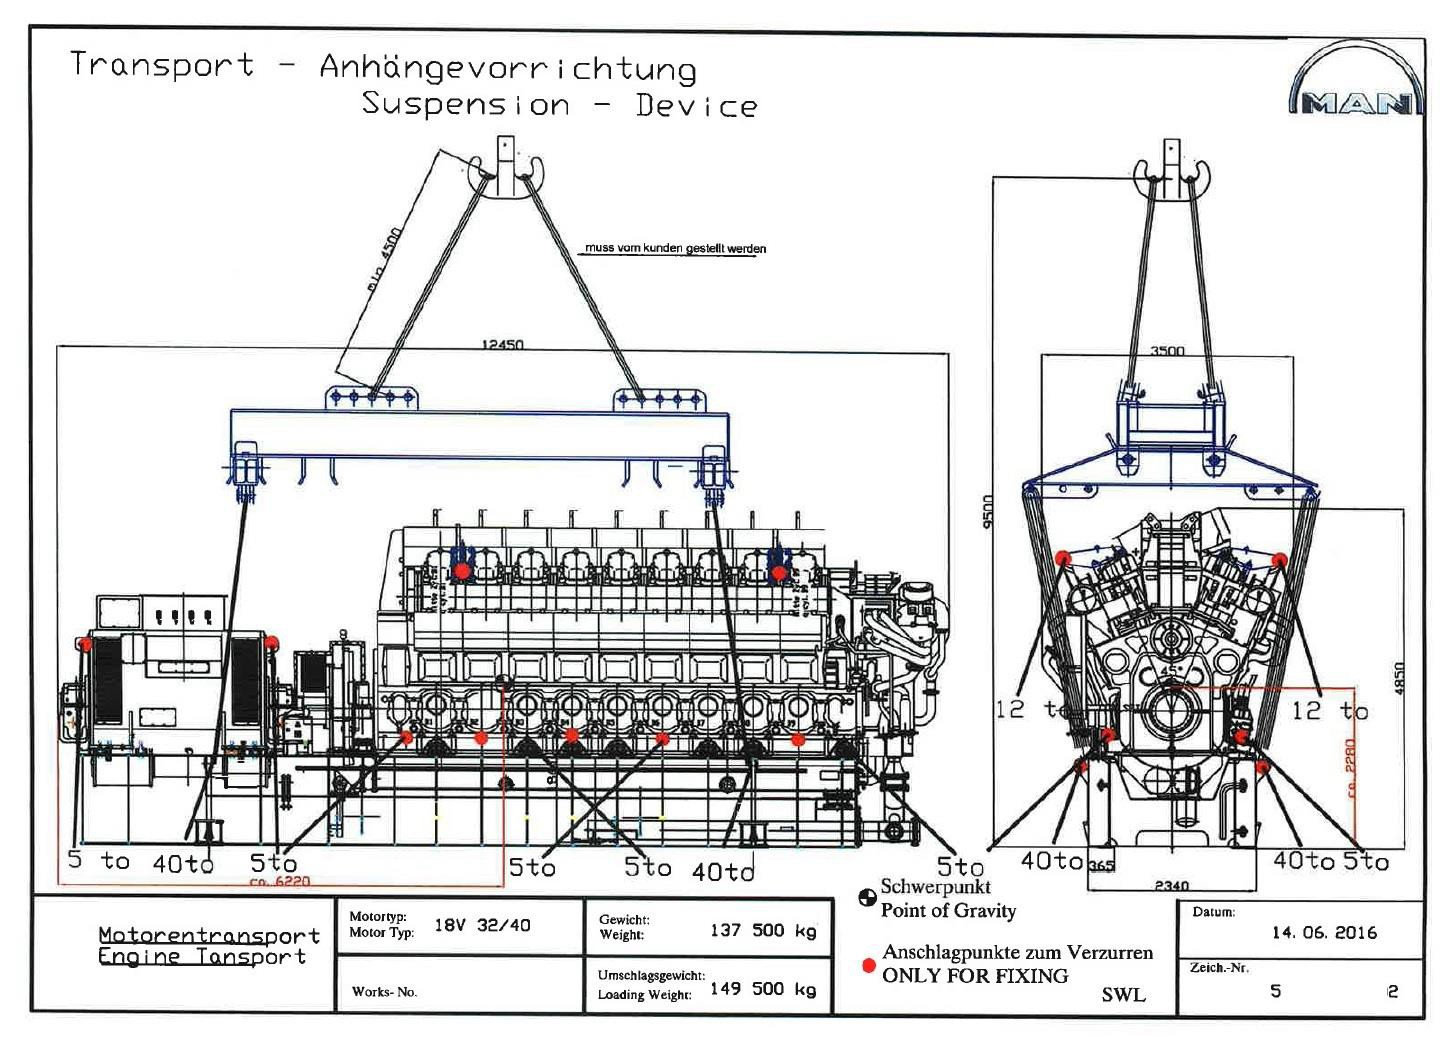 Transport - Anhängevorrichtung
Suspension - Device
MAN
min 4500
muss vom kunden gestellt werden
12450
3500
9500
4850
45°
12 to
12 to
ca. 2280
5 to
40to
5to
5to
5to
40to
5to
40to
365
40to
5to
ca. 6220
2340
Schwerpunkt
Point of Gravity
Anschlagpunkte zum Verzurren
ONLY FOR FIXING
SWL
Motorentransport
Engine Tansport
Motortyp:
Motor Typ:
18V 32/40
Works- No.
Gewicht:
Weight:
137 500 kg
Umschlagsgewicht:
Loading Weight:
149 500 kg
Datum:
14. 06. 2016
Zeich.-Nr.
5 2